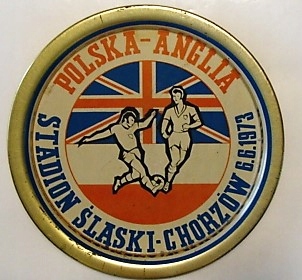 POLSKA-ANGLIA
STADION ŚLĄSKI-CHORZÓW 6.6.1973